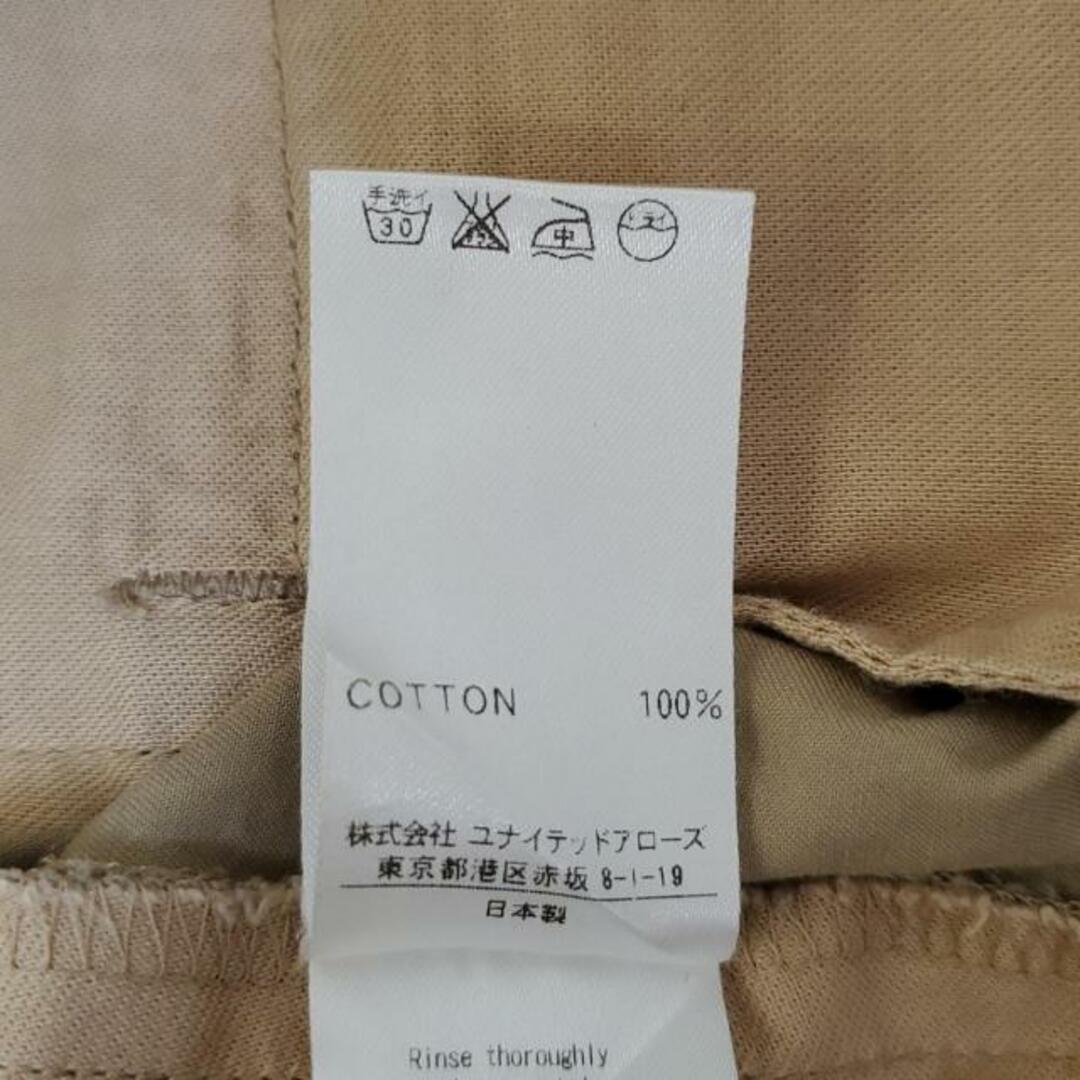 手洗イ
30 中 ドライ
COTTON 100%
株式会社 ユナイテッドアローズ
東京都港区赤坂 8-1-19
日本製
Rinse thoroughly